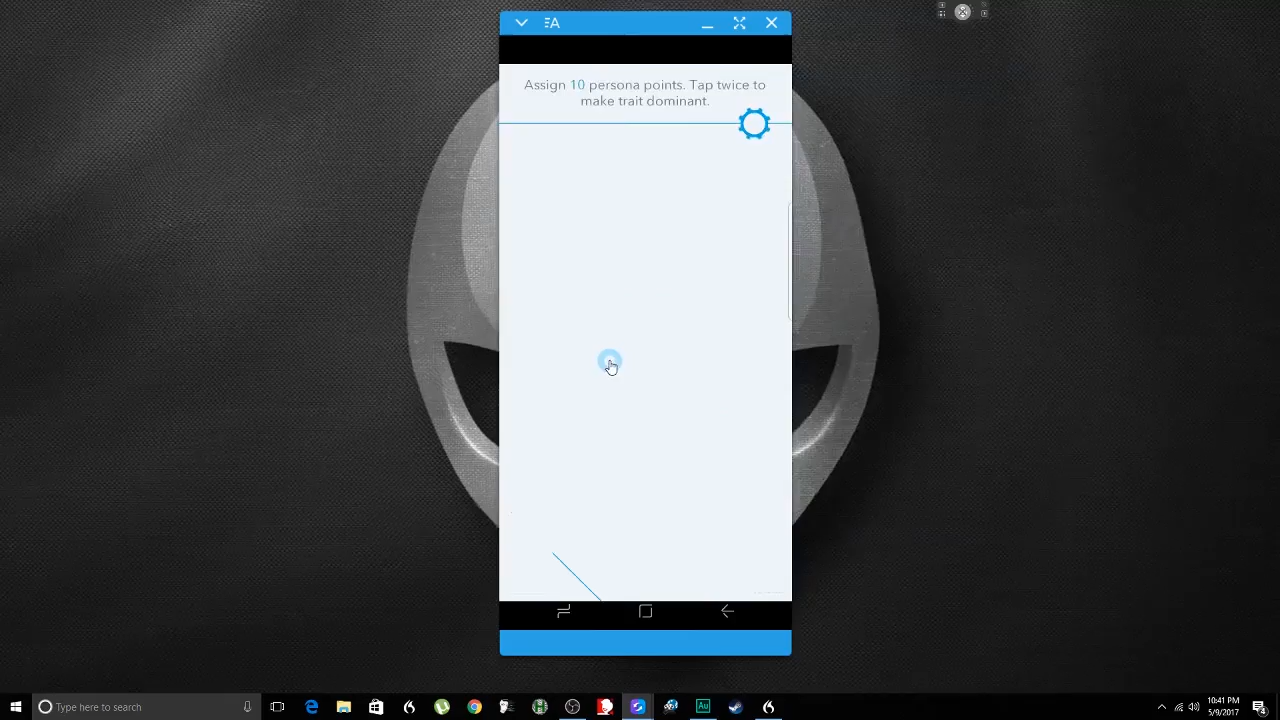 Assign 10 persona points. Tap twice to
make trait dominant.
Type here to search
Au
10:41 PM
5/9/2017